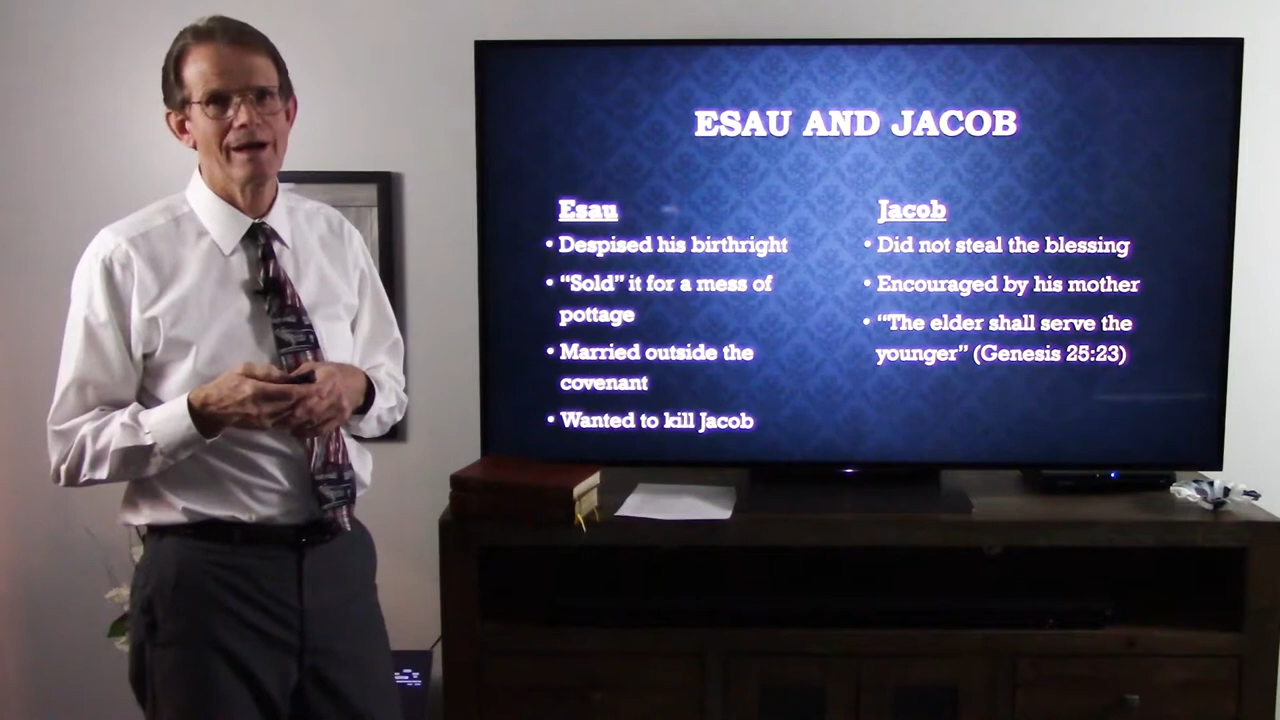 ESAU AND JACOB
Esau
• Despised his birthright
• “Sold” it for a mess of
pottage
• Married outside the
covenant
• Wanted to kill Jacob
Jacob
• Did not steal the blessing
• Encouraged by his mother
• “The elder shall serve the
younger” (Genesis 25:23)